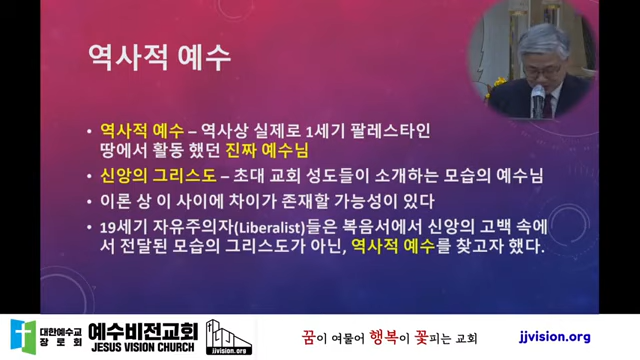 역사적 예수
• 역사적 예수 – 역사상 실제로 1세기 팔레스타인
땅에서 활동 했던 진짜 예수님
• 신앙의 그리스도 – 초대 교회 성도들이 소개하는 모습의 예수님
• 이론 상 이 사이에 차이가 존재할 가능성이 있다
• 19세기 자유주의자(Liberalist)들은 복음서에서 신앙의 고백 속에
서 전달된 모습의 그리스도가 아닌, 역사적 예수를 찾고자 했다.
대한예수교
장로회
예수비전교회
JESUS VISION CHURCH
jjvision.org
꿈이 여물어 행복이 꽃피는 교회
jjvision.org